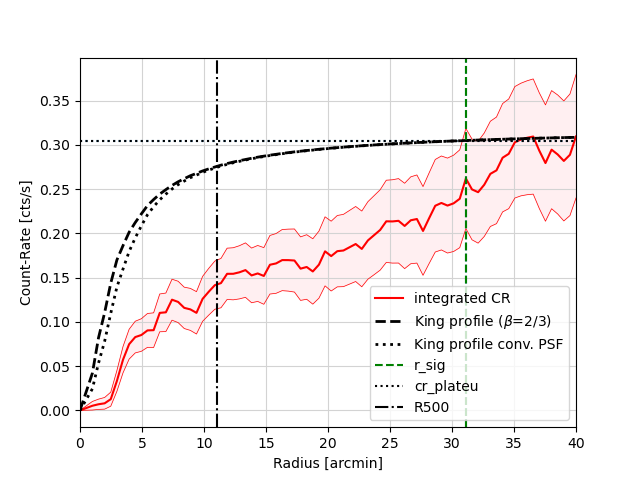 0.35
0.30
0.25
0.20
0.15
0.10
0.05
0.00
Count-Rate [cts/s]
integrated CR
King profile (β=2/3)
King profile conv. PSF
r_sig
cr_plateu
R500
0 5 10 15 20 25 30 35 40
Radius [arcmin]